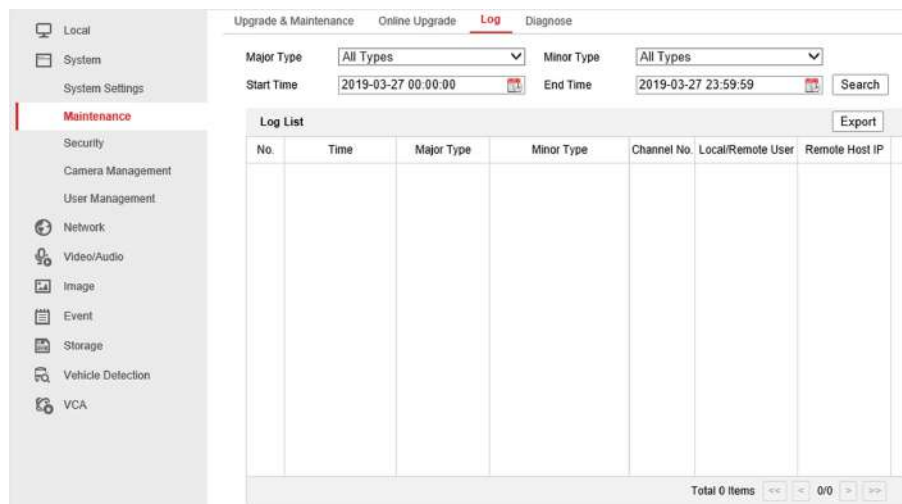 Local
System
System Settings
Maintenance
Security
Camera Management
User Management
Network
Video/Audio
Image
Event
Storage
Vehicle Detection
VCA
Upgrade & Maintenance Online Upgrade Log Diagnose
Major Type All Types Minor Type All Types
Start Time 2019-03-27 00:00:00 End Time 2019-03-27 23:59:59 Search
Log List Export
No. Time Major Type Minor Type Channel No. Local/Remote User Remote Host IP
Total 0 Items << < 0/0 > >>